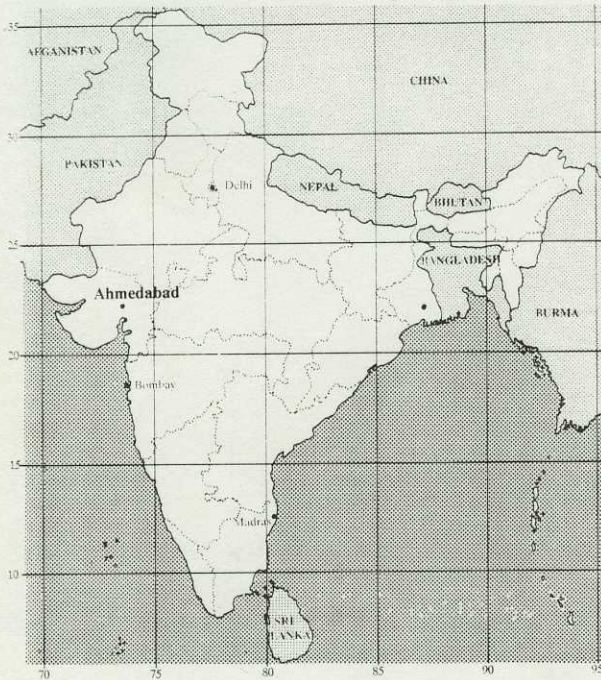 35
AFGANISTAN
CHINA
30
PAKISTAN
Delhi
NEPAL
BHUTAN
25
BANGLADESH
Ahmedabad
BURMA
20
Bombay
15
Madras
10
SRI
LANKA
70
75
80
85
90
95